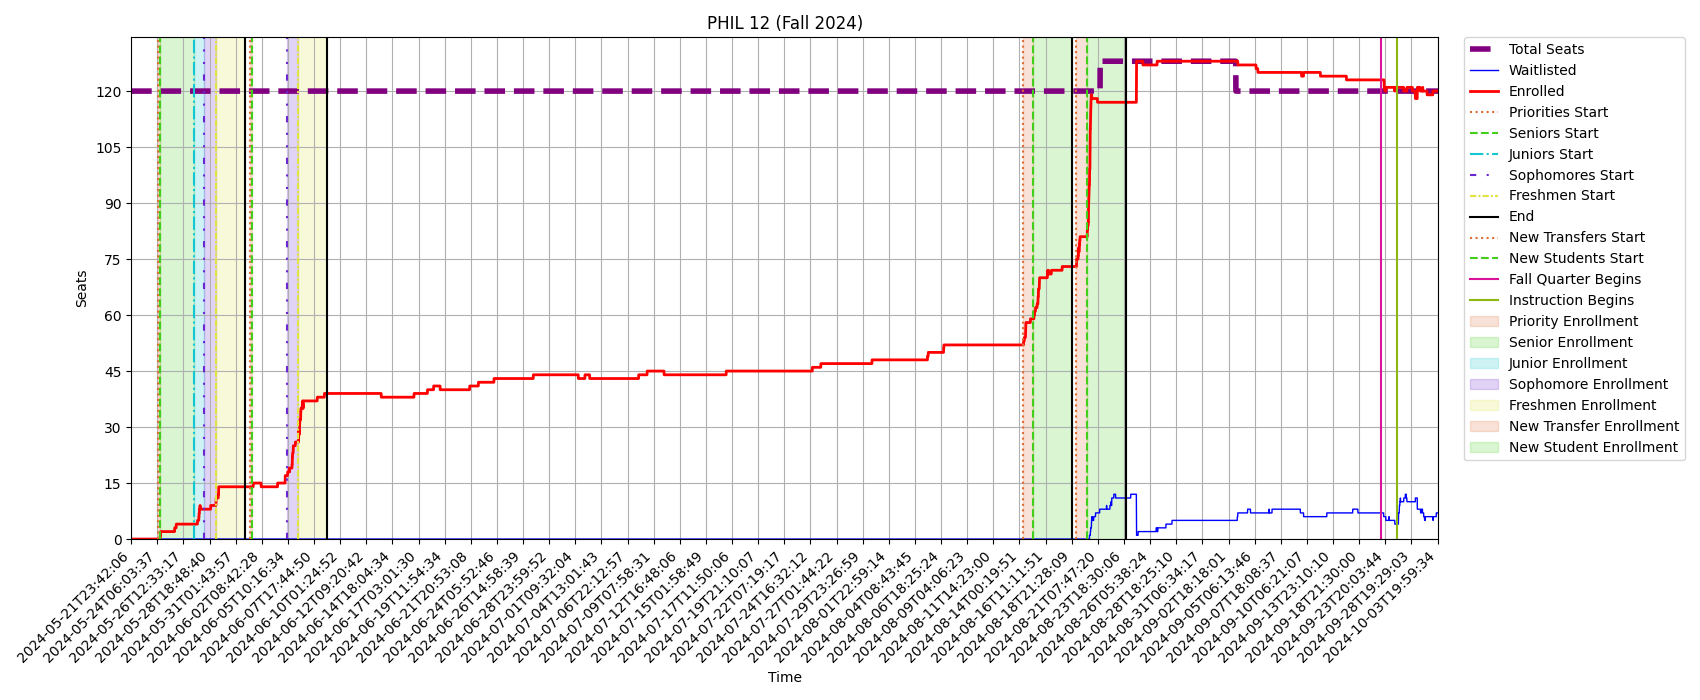 PHIL 12 (Fall 2024)
Seats
120
105
90
75
60
45
30
15
0
2024-05-21T23:42:06
2024-05-24T06:03:37
2024-05-26T12:33:17
2024-05-28T18:48:40
2024-05-31T01:43:57
2024-06-02T08:42:28
2024-06-05T10:16:34
2024-06-07T17:44:50
2024-06-10T01:24:52
2024-06-12T09:20:42
2024-06-14T18:04:34
2024-06-17T03:01:30
2024-06-19T11:54:34
2024-06-21T20:53:08
2024-06-24T05:52:46
2024-06-26T14:58:39
2024-06-28T23:59:52
2024-07-01T09:32:04
2024-07-04T13:01:43
2024-07-06T22:12:57
2024-07-09T07:58:31
2024-07-12T16:48:06
2024-07-15T01:58:49
2024-07-17T11:50:06
2024-07-19T21:10:07
2024-07-22T07:19:17
2024-07-24T16:32:12
2024-07-27T01:44:22
2024-07-29T23:26:59
2024-08-01T22:59:14
2024-08-04T08:43:45
2024-08-06T18:25:24
2024-08-09T04:06:23
2024-08-11T14:23:00
2024-08-14T00:19:51
2024-08-16T11:11:51
2024-08-18T21:28:09
2024-08-21T07:47:20
2024-08-23T18:30:06
2024-08-26T05:38:24
2024-08-28T18:25:10
2024-08-31T06:34:17
2024-09-02T18:18:01
2024-09-05T06:13:46
2024-09-07T18:08:37
2024-09-10T06:21:07
2024-09-13T23:10:10
2024-09-18T21:30:00
2024-09-23T20:03:44
2024-09-28T19:29:03
2024-10-03T19:59:34
Time
Total Seats
Waitlisted
Enrolled
Priorities Start
Seniors Start
Juniors Start
Sophomores Start
Freshmen Start
End
New Transfers Start
New Students Start
Fall Quarter Begins
Instruction Begins
Priority Enrollment
Senior Enrollment
Junior Enrollment
Sophomore Enrollment
Freshmen Enrollment
New Transfer Enrollment
New Student Enrollment